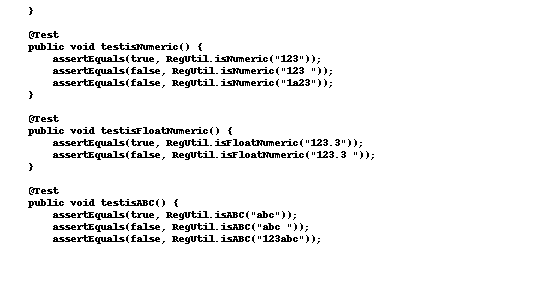 }
@Test
public void testisNumeric() {
assertEquals(true, RegUtil.isNumeric("123"));
assertEquals(false, RegUtil.isNumeric("123 "));
assertEquals(false, RegUtil.isNumeric("1a23"));
}
@Test
public void testisFloatNumeric() {
assertEquals(true, RegUtil.isFloatNumeric("123.3"));
assertEquals(false, RegUtil.isFloatNumeric("123.3 "));
}
@Test
public void testisABC() {
assertEquals(true, RegUtil.isABC("abc"));
assertEquals(false, RegUtil.isABC("abc "));
assertEquals(false, RegUtil.isABC("123abc"));